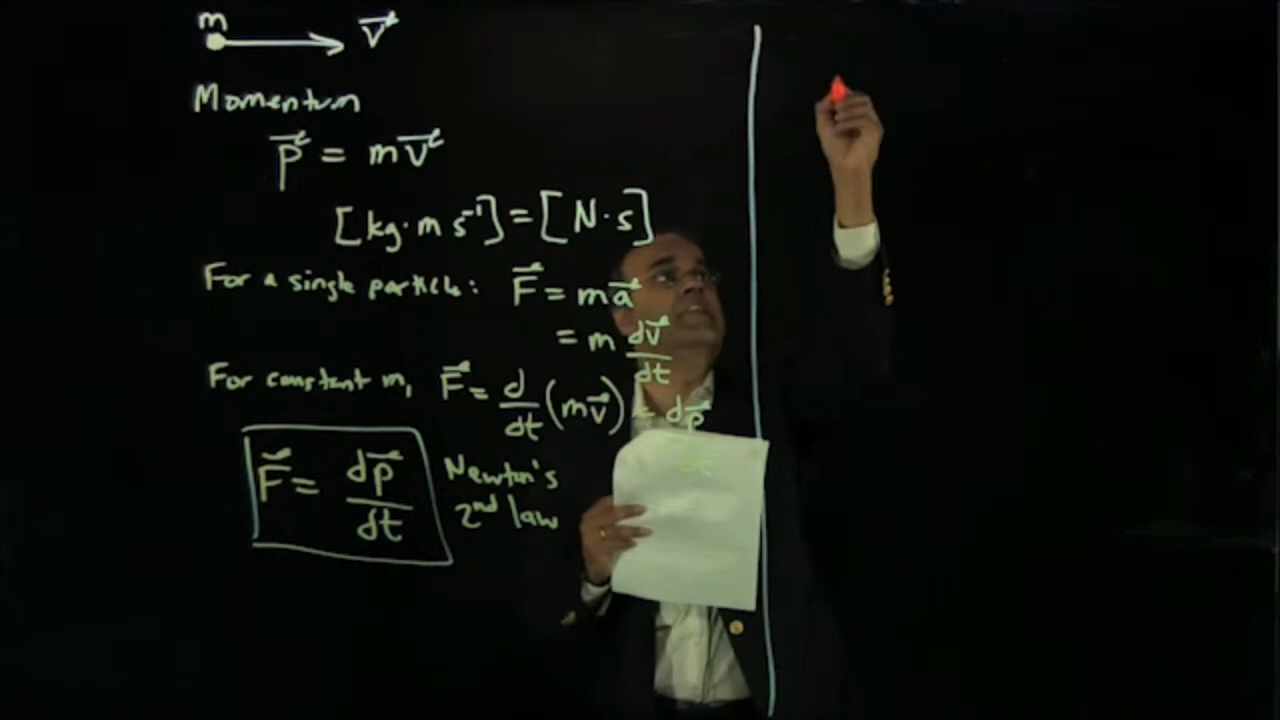 m
v⃗
Momentum
p⃗ = mv⃗
[kg·m s⁻¹] = [N·s]
For a single particle: F⃗ = ma⃗
= m dv⃗/dt
For constant m, F⃗ = d/dt (mv⃗) = dp⃗/dt
F⃗ = dp⃗/dt Newton's
2nd law